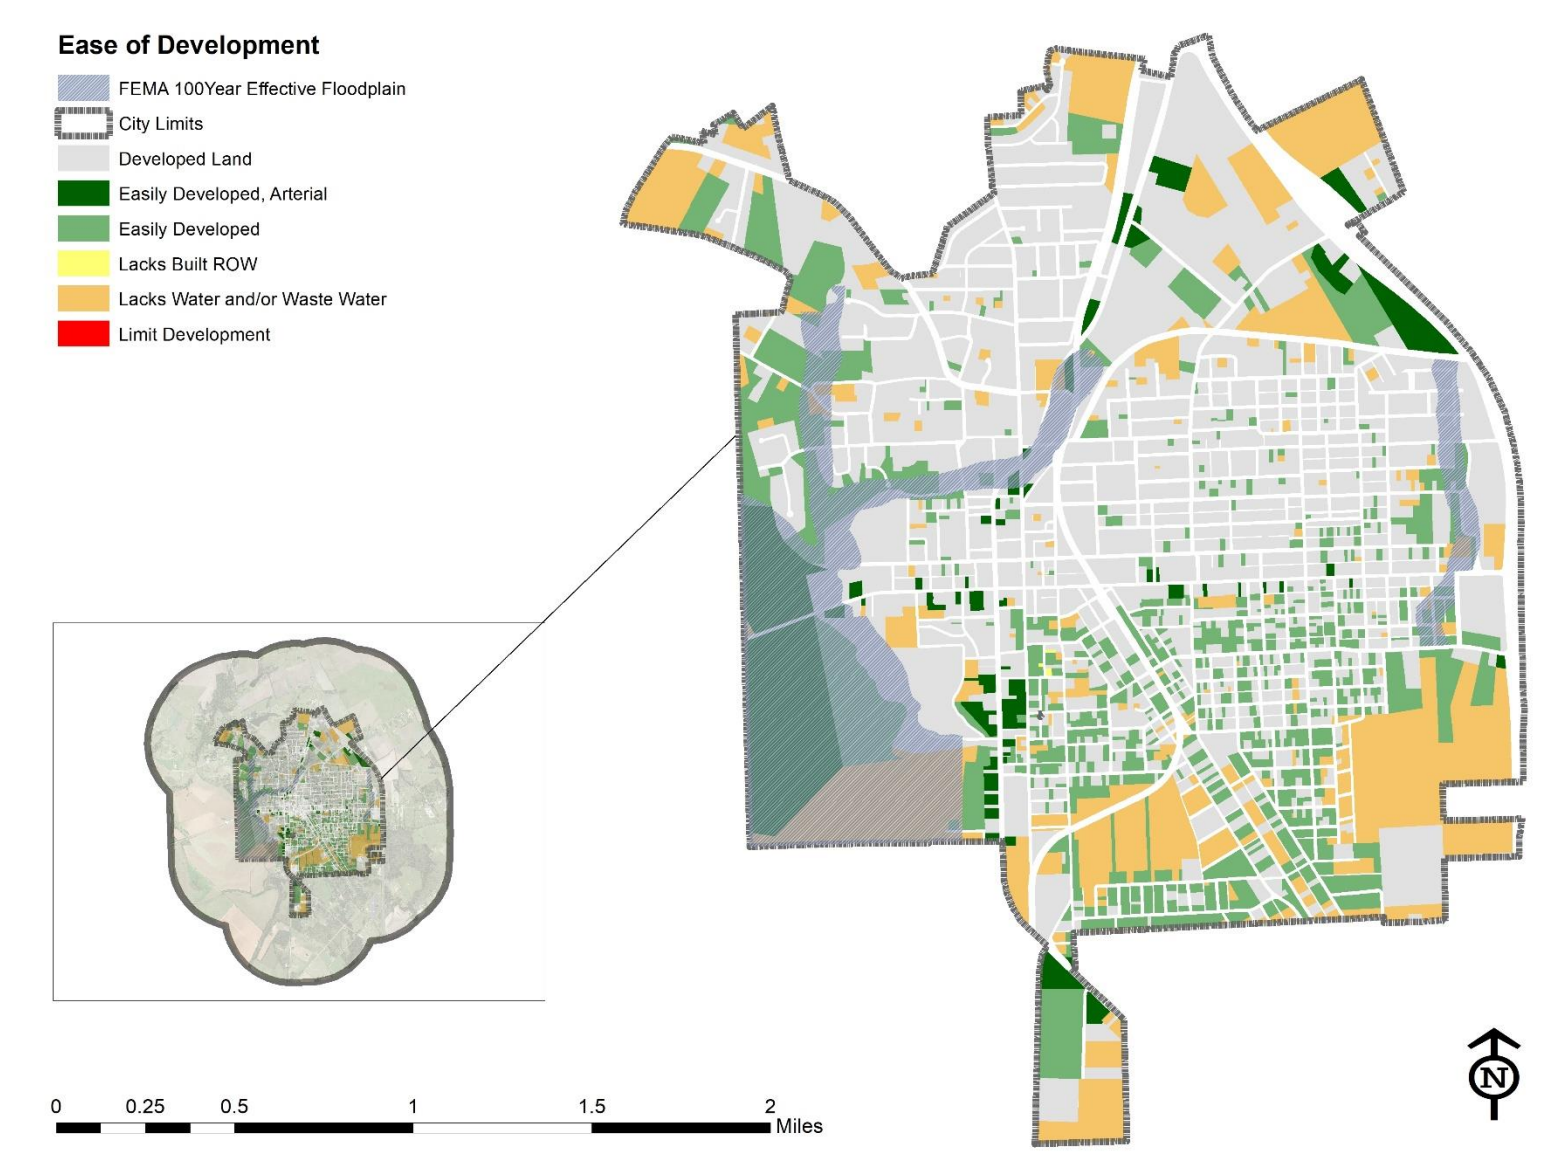 Ease of Development
FEMA 100Year Effective Floodplain
City Limits
Developed Land
Easily Developed, Arterial
Easily Developed
Lacks Built ROW
Lacks Water and/or Waste Water
Limit Development
0 0.25 0.5 1 1.5 2
Miles
N